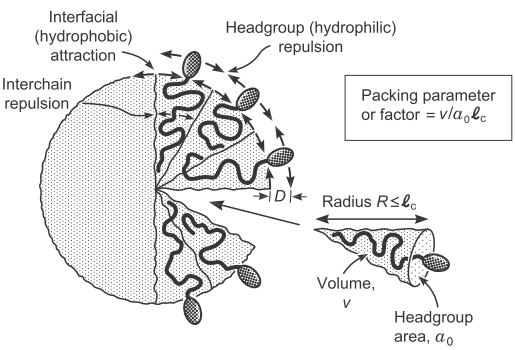 Interfacial
(hydrophobic)
attraction
Headgroup (hydrophilic)
repulsion
Interchain
repulsion
Packing parameter
or factor = v/a₀ℓc
D
Radius R≤ℓc
Volume,
v
Headgroup
area, a₀